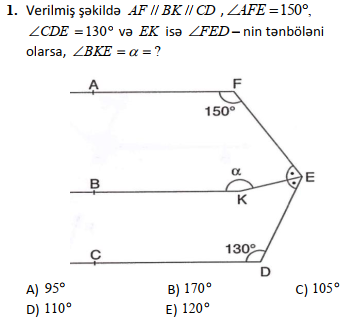 1. Verilmiş şəkildə AF // BK // CD , ∠AFE = 150°,
∠CDE = 130° və EK isə ∠FED – nin tənböləni
olarsa, ∠BKE = α = ?
A
F
150°
α
E
B
K
130°
C
D
A) 95°
B) 170°
C) 105°
D) 110°
E) 120°